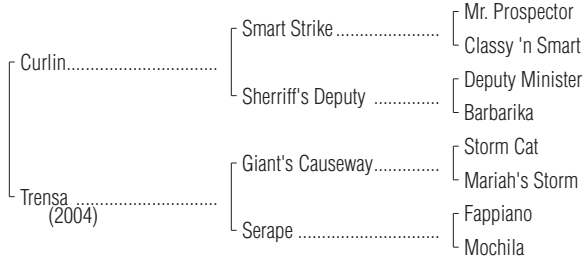 Mr. Prospector
Smart Strike ....................
Classy 'n Smart
Curlin.............................
Deputy Minister
Sherriff's Deputy .............
Barbarika
Storm Cat
Giant's Causeway.............
Mariah's Storm
Trensa ...........................
(2004)
Fappiano
Serape ...........................
Mochila